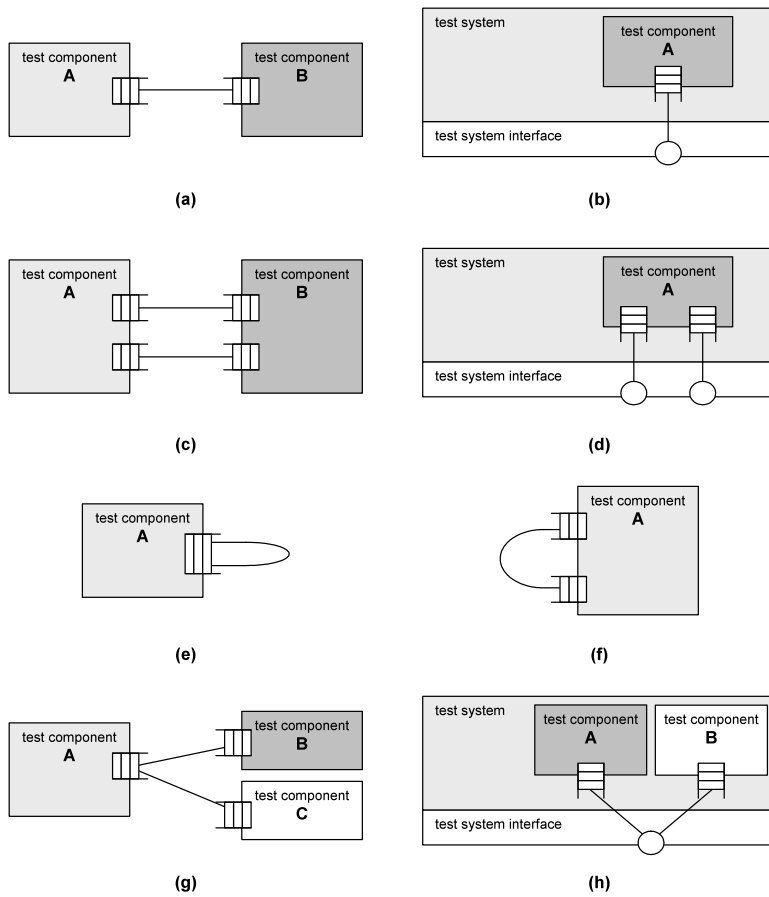 test component
A
test component
B
(a)
test system
test component
A
test system interface
(b)
test component
A
test component
B
(c)
test system
test component
A
test system interface
(d)
test component
A
(e)
test component
A
(f)
test component
A
test component
B
test component
C
(g)
test system
test component
A
test component
B
test system interface
(h)